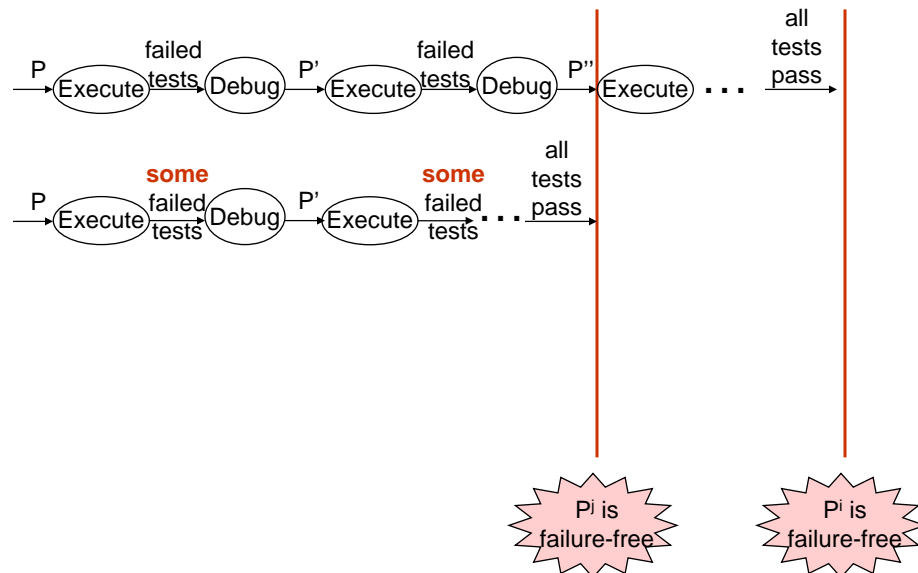 P
Execute
failed
tests
Debug
P’
Execute
failed
tests
Debug
P’’
Execute
. . .
all
tests
pass
P
Execute
some
failed
tests
Debug
P’
Execute
some
failed
tests
. . .
all
tests
pass
Pʲ is
failure-free
Pⁱ is
failure-free